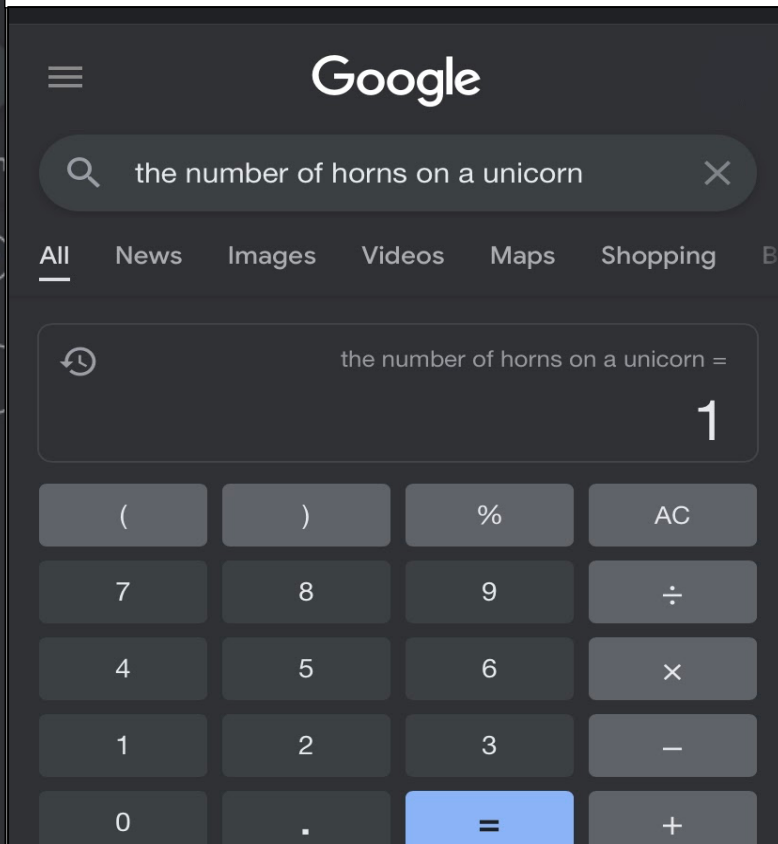 Google
the number of horns on a unicorn
All News Images Videos Maps Shopping B
the number of horns on a unicorn =
1
( ) % AC
7 8 9 ÷
4 5 6 ×
1 2 3 −
0 . = +